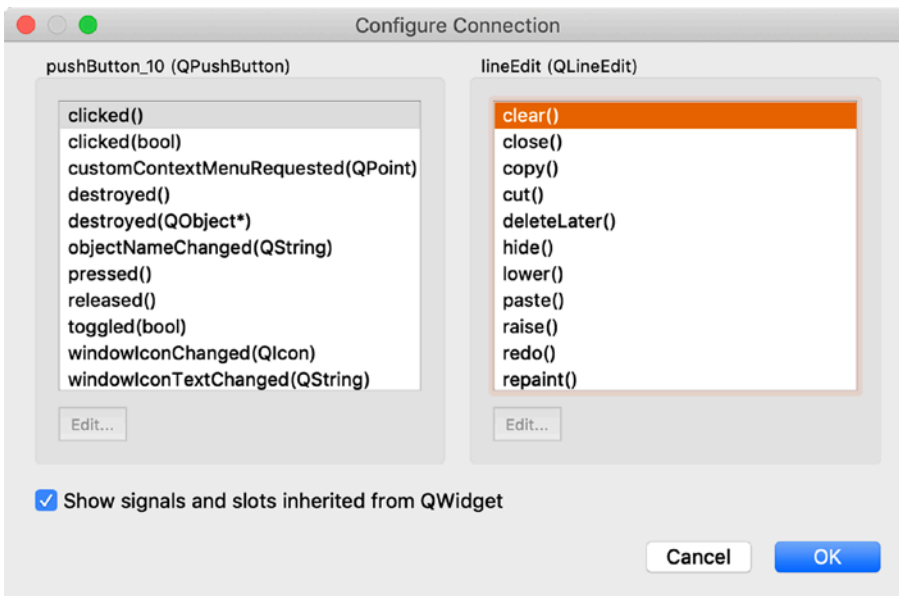 Configure Connection
pushButton_10 (QPushButton)
clicked()
clicked(bool)
customContextMenuRequested(QPoint)
destroyed()
destroyed(QObject*)
objectNameChanged(QString)
pressed()
released()
toggled(bool)
windowIconChanged(QIcon)
windowIconTextChanged(QString)
Edit...
lineEdit (QLineEdit)
clear()
close()
copy()
cut()
deleteLater()
hide()
lower()
paste()
raise()
redo()
repaint()
Edit...
Show signals and slots inherited from QWidget
Cancel
OK